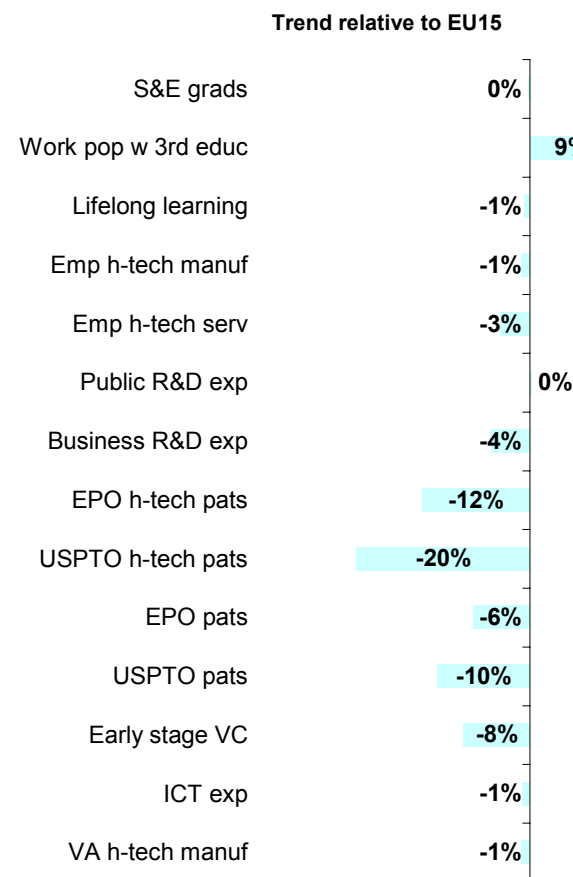 Trend relative to EU15
S&E grads 0%
Work pop w 3rd educ 9
Lifelong learning -1%
Emp h-tech manuf -1%
Emp h-tech serv -3%
Public R&D exp 0%
Business R&D exp -4%
EPO h-tech pats -12%
USPTO h-tech pats -20%
EPO pats -6%
USPTO pats -10%
Early stage VC -8%
ICT exp -1%
VA h-tech manuf -1%